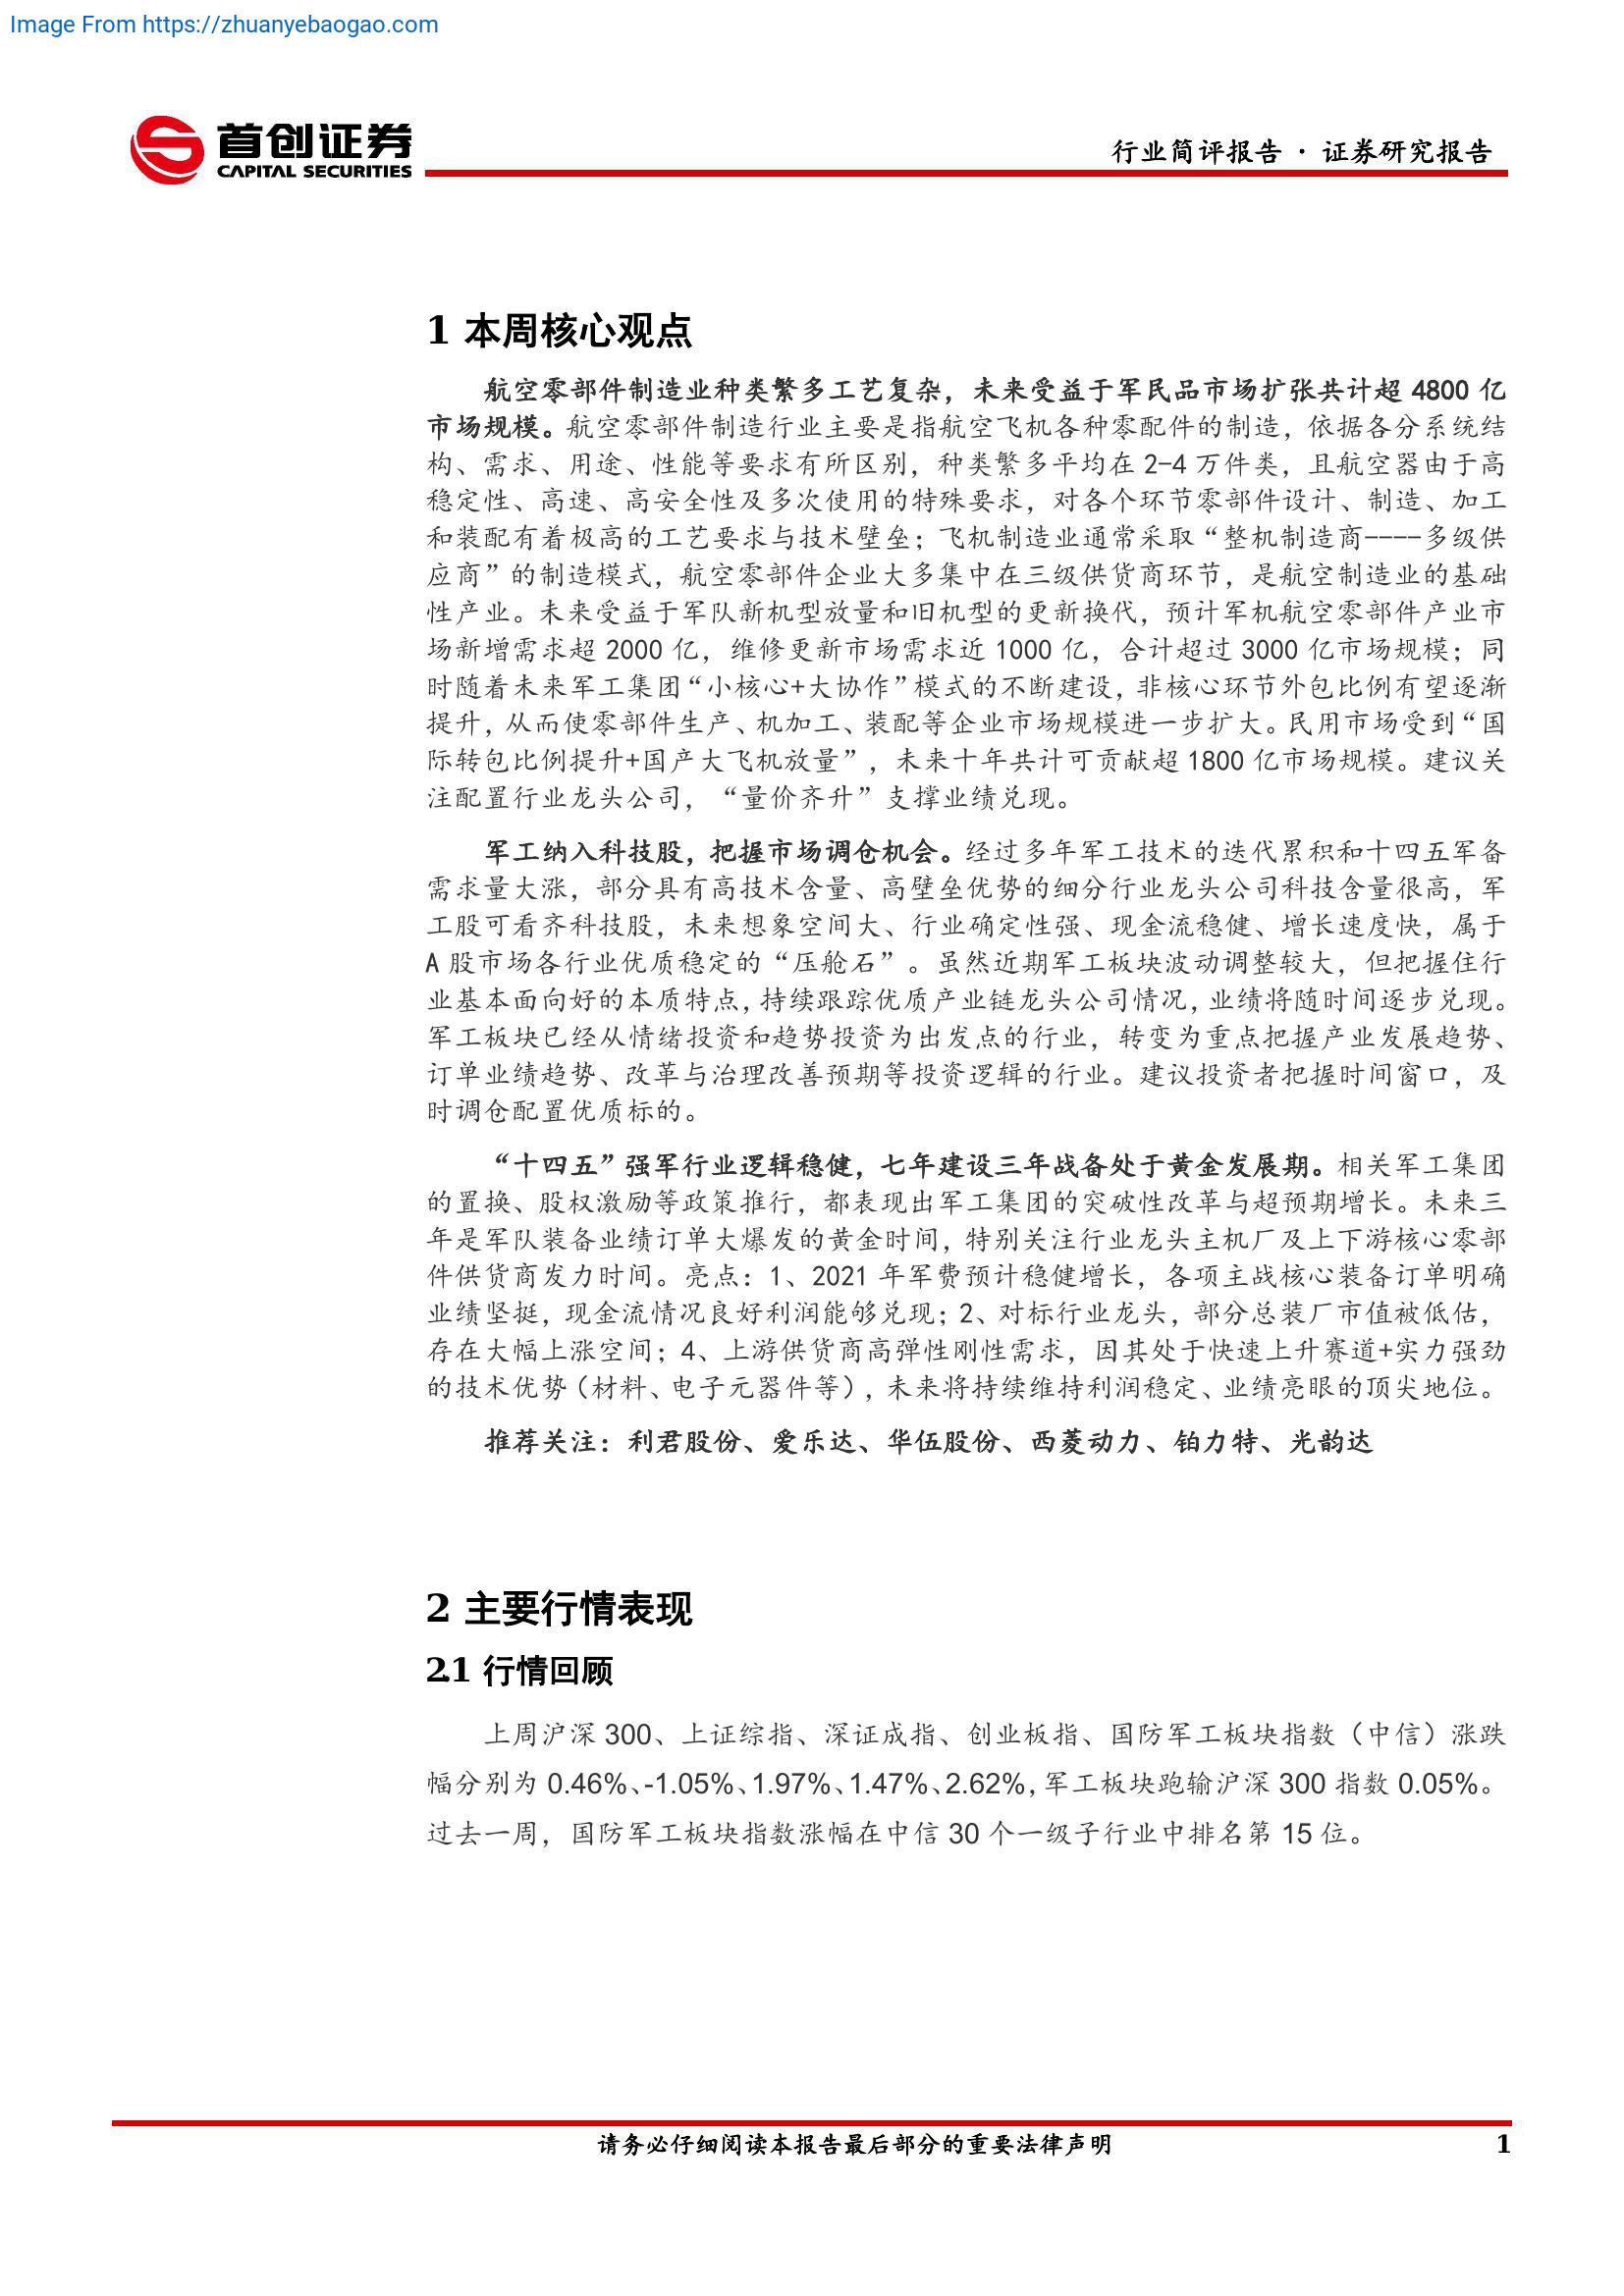 Image From https://zhuanyebaogao.com
首创证券
CAPITAL SECURITIES
行业简评报告 · 证券研究报告
1 本周核心观点
航空零部件制造业种类繁多工艺复杂，未来受益于军民品市场扩张共计超 4800 亿
市场规模。航空零部件制造行业主要是指航空飞机各种零配件的制造，依据各分系统结
构、需求、用途、性能等要求有所区别，种类繁多平均在 2-4 万件类，且航空器由于高
稳定性、高速、高安全性及多次使用的特殊要求，对各个环节零部件设计、制造、加工
和装配有着极高的工艺要求与技术壁垒；飞机制造业通常采取“整机制造商----多级供
应商”的制造模式，航空零部件企业大多集中在三级供货商环节，是航空制造业的基础
性产业。未来受益于军队新机型放量和旧机型的更新换代，预计军机航空零部件产业市
场新增需求超 2000 亿，维修更新市场需求近 1000 亿，合计超过 3000 亿市场规模；同
时随着未来军工集团“小核心+大协作”模式的不断建设，非核心环节外包比例有望逐渐
提升，从而使零部件生产、机加工、装配等企业市场规模进一步扩大。民用市场受到“国
际转包比例提升+国产大飞机放量”，未来十年共计可贡献超 1800 亿市场规模。建议关
注配置行业龙头公司，“量价齐升”支撑业绩兑现。
军工纳入科技股，把握市场调仓机会。经过多年军工技术的迭代累积和十四五军备
需求量大涨，部分具有高技术含量、高壁垒优势的细分行业龙头公司科技含量很高，军
工股可看齐科技股，未来想象空间大、行业确定性强、现金流稳健、增长速度快，属于
A 股市场各行业优质稳定的“压舱石”。虽然近期军工板块波动调整较大，但把握住行
业基本面向好的本质特点，持续跟踪优质产业链龙头公司情况，业绩将随时间逐步兑现。
军工板块已经从情绪投资和趋势投资为出发点的行业，转变为重点把握产业发展趋势、
订单业绩趋势、改革与治理改善预期等投资逻辑的行业。建议投资者把握时间窗口，及
时调仓配置优质标的。
“十四五”强军行业逻辑稳健，七年建设三年战备处于黄金发展期。相关军工集团
的置换、股权激励等政策推行，都表现出军工集团的突破性改革与超预期增长。未来三
年是军队装备业绩订单大爆发的黄金时间，特别关注行业龙头主机厂及上下游核心零部
件供货商发力时间。亮点：1、2021 年军费预计稳健增长，各项主战核心装备订单明确
业绩坚挺，现金流情况良好利润能够兑现；2、对标行业龙头，部分总装厂市值被低估，
存在大幅上涨空间；4、上游供货商高弹性刚性需求，因其处于快速上升赛道+实力强劲
的技术优势（材料、电子元器件等），未来将持续维持利润稳定、业绩亮眼的顶尖地位。
推荐关注：利君股份、爱乐达、华伍股份、西菱动力、铂力特、光韵达
2 主要行情表现
2.1 行情回顾
上周沪深 300、上证综指、深证成指、创业板指、国防军工板块指数（中信）涨跌
幅分别为 0.46%、-1.05%、1.97%、1.47%、2.62%，军工板块跑输沪深 300 指数 0.05%。
过去一周，国防军工板块指数涨幅在中信 30 个一级子行业中排名第 15 位。
请务必仔细阅读本报告最后部分的重要法律声明
1